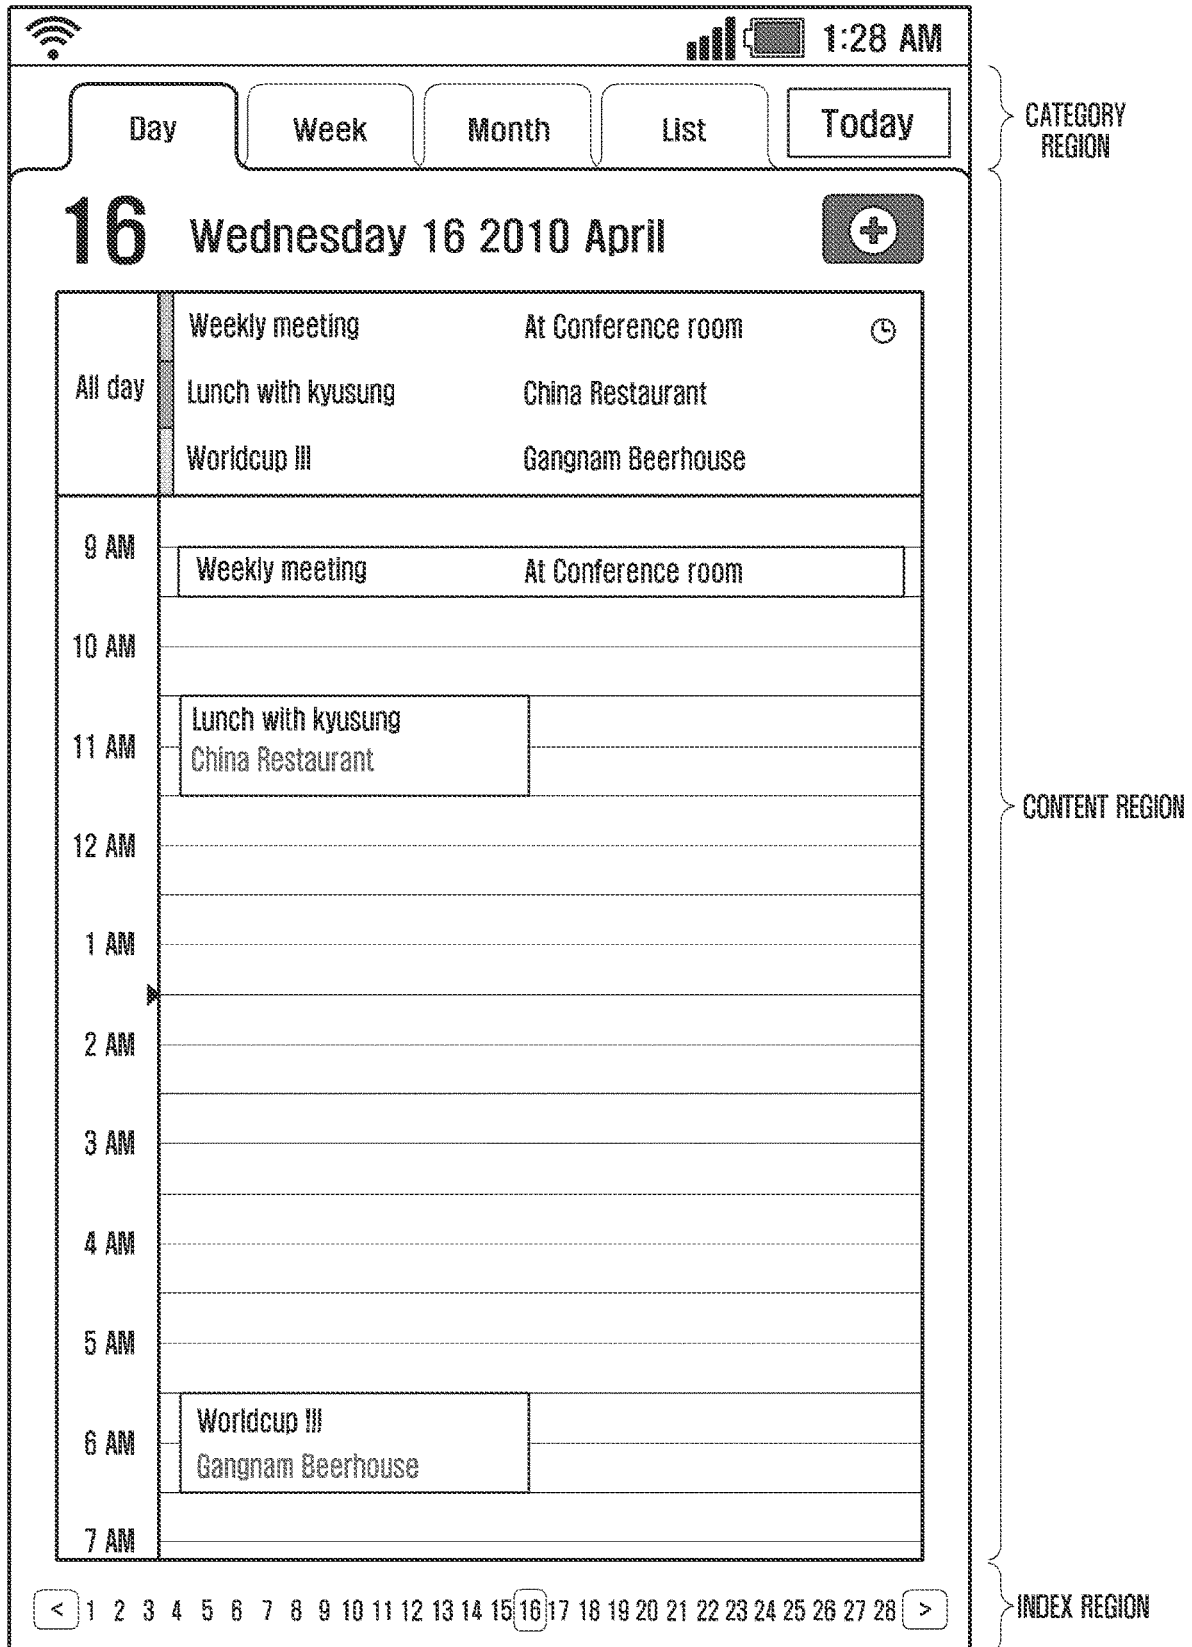 1:28 AM
Day Week Month List Today
CATEGORY
REGION
16 Wednesday 16 2010 April
All day
Weekly meeting At Conference room
Lunch with kyusung China Restaurant
Worldcup III Gangnam Beerhouse
9 AM
Weekly meeting At Conference room
10 AM
Lunch with kyusung
11 AM
China Restaurant
CONTENT REGION
12 AM
1 AM
2 AM
3 AM
4 AM
5 AM
Worldcup III
6 AM
Gangnam Beerhouse
7 AM
< 1 2 3 4 5 6 7 8 9 10 11 12 13 14 15 16 17 18 19 20 21 22 23 24 25 26 27 28 >
INDEX REGION